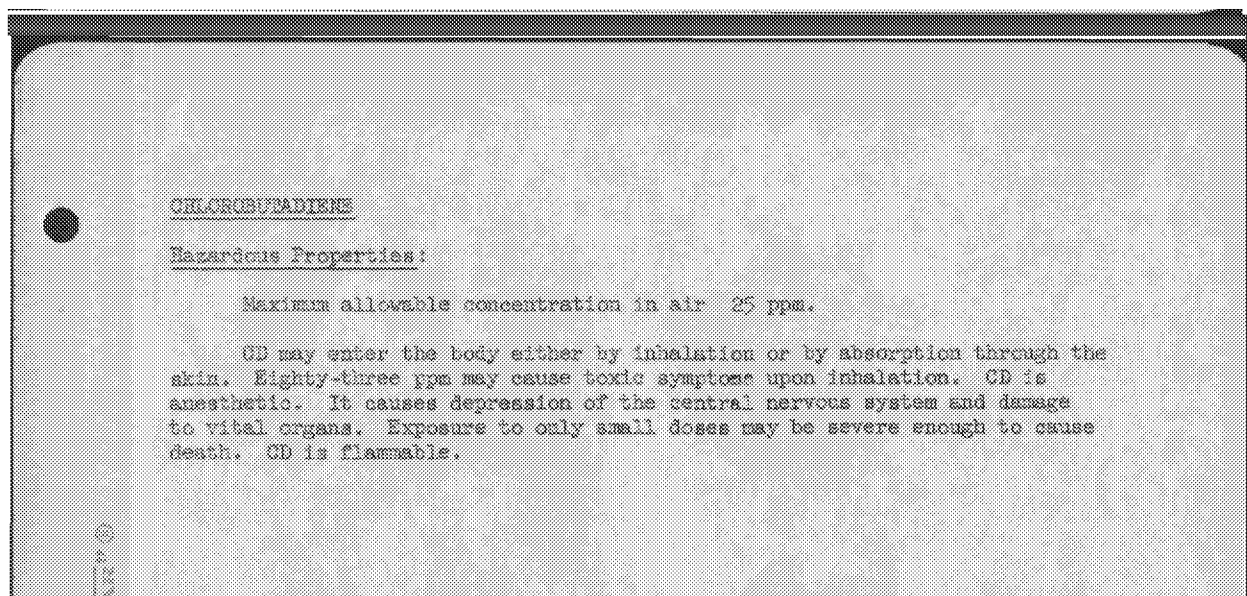 CHLOROBUTADIENE
Hazardous Properties:
Maximum allowable concentration in air 25 ppm.
CD may enter the body either by inhalation or by absorption through the
skin. Eighty-three ppm may cause toxic symptoms upon inhalation. CD is
anesthetic. It causes depression of the central nervous system and damage
to vital organs. Exposure to only small doses may be severe enough to cause
death. CD is flammable.